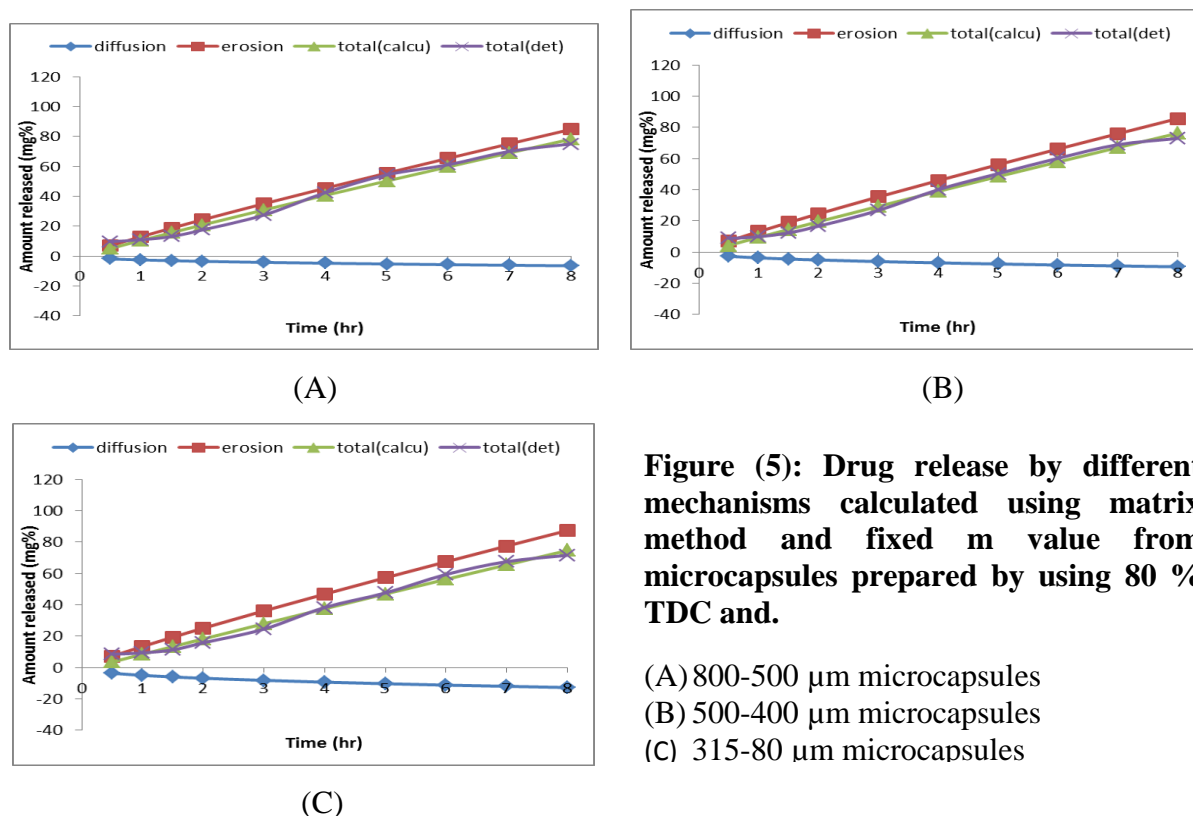 diffusion erosion total(calcu) total(det)
120
100
80
60
40
20
0
-20
-40
0 1 2 3 4 5 6 7 8
Amount released (mg%)
Time (hr)
(A)
diffusion erosion total(calcu) total(det)
120
100
80
60
40
20
0
-20
-40
0 1 2 3 4 5 6 7 8
Amount released (mg%)
Time (hr)
(B)
diffusion erosion total(calcu) total(det)
120
100
80
60
40
20
0
-20
-40
0 1 2 3 4 5 6 7 8
Amount released (mg%)
Time (hr)
(C)
Figure (5): Drug release by different
mechanisms calculated using matrix
method and fixed m value from
microcapsules prepared by using 80 %
TDC and.
(A) 800-500 µm microcapsules
(B) 500-400 µm microcapsules
(C) 315-80 µm microcapsules